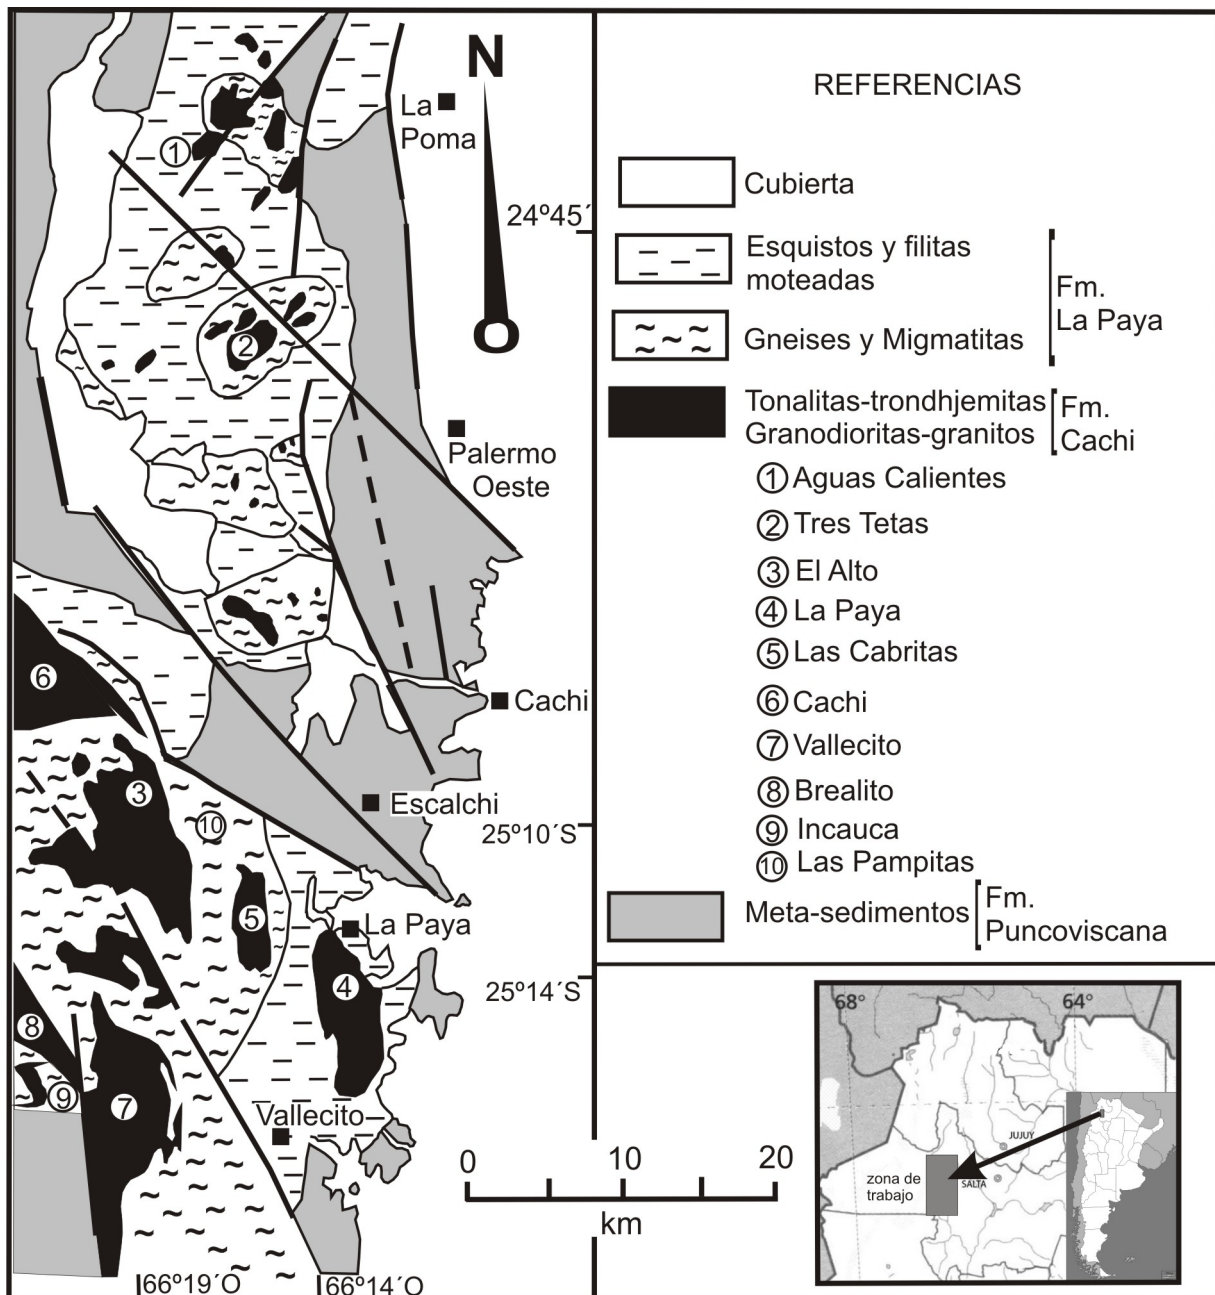 N
La
Poma
①
24º45´
②
Palermo
Oeste
⑥
Cachi
③
Escalchi
⑩
25º10´S
⑤
La Paya
④
25º14´S
⑧
⑨
⑦
Vallecito
0 10 20
km
66º19´O
66º14´O
REFERENCIAS
Cubierta
Esquistos y filitas
moteadas
Fm.
La Paya
Gneises y Migmatitas
Tonalitas-trondhjemitas
Granodioritas-granitos
Fm.
Cachi
① Aguas Calientes
② Tres Tetas
③ El Alto
④ La Paya
⑤ Las Cabritas
⑥ Cachi
⑦ Vallecito
⑧ Brealito
⑨ Incauca
⑩ Las Pampitas
Meta-sedimentos
Fm.
Puncoviscana
68° 64°
JUJUY
zona de
trabajo
SALTA